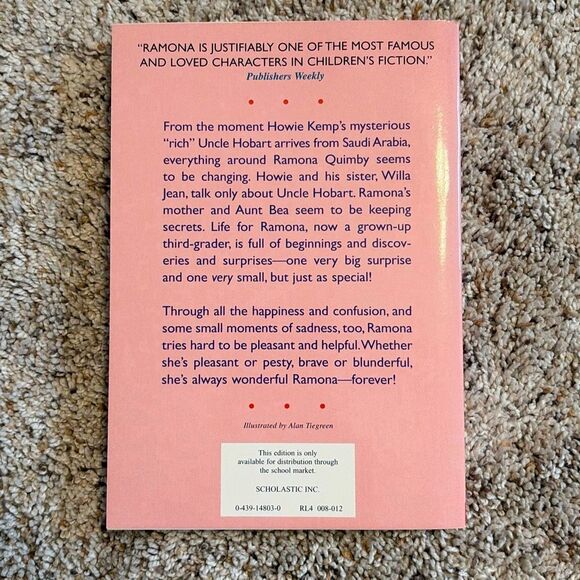 “RAMONA IS JUSTIFIABLY ONE OF THE MOST FAMOUS
AND LOVED CHARACTERS IN CHILDREN’S FICTION.”
Publishers Weekly
From the moment Howie Kemp’s mysterious
“rich” Uncle Hobart arrives from Saudi Arabia,
everything around Ramona Quimby seems
to be changing. Howie and his sister, Willa
Jean, talk only about Uncle Hobart. Ramona’s
mother and Aunt Bea seem to be keeping
secrets. Life for Ramona, now a grown-up
third-grader, is full of beginnings and discov-
eries and surprises—one very big surprise
and one very small, but just as special!
Through all the happiness and confusion, and
some small moments of sadness, too, Ramona
tries hard to be pleasant and helpful. Whether
she’s pleasant or pesty, brave or blunderful,
she’s always wonderful Ramona—forever!
Illustrated by Alan Tiegreen
This edition is only
available for distribution through
the school market.
SCHOLASTIC INC.
0-439-14803-0 RL4 008-012